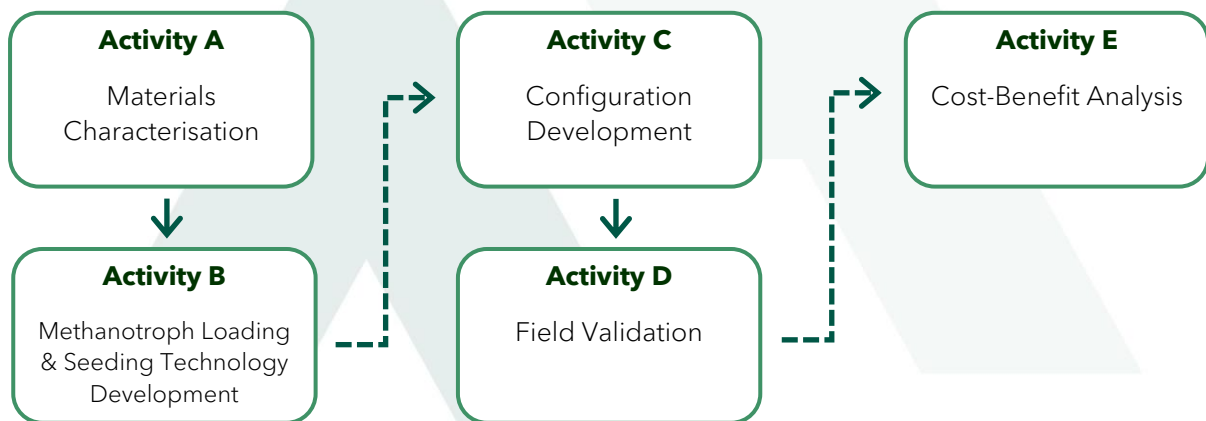 Activity A
Materials
Characterisation
Activity B
Methanotroph Loading
& Seeding Technology
Development
Activity C
Configuration
Development
Activity D
Field Validation
Activity E
Cost-Benefit Analysis